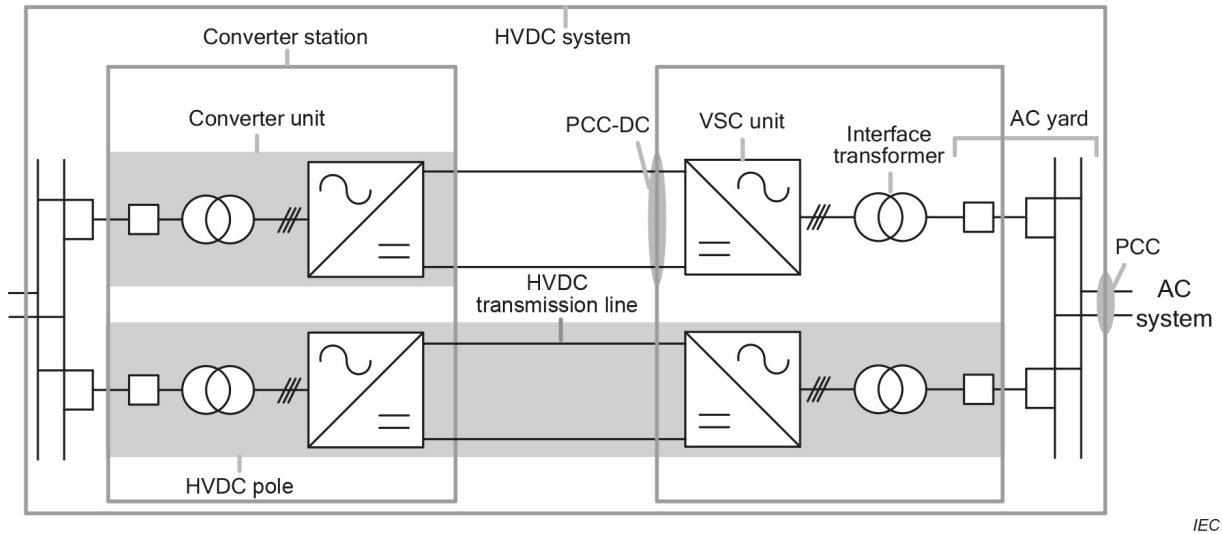 Converter station
HVDC system
Converter unit
PCC-DC
VSC unit
Interface
transformer
AC yard
HVDC
transmission line
PCC
AC
system
HVDC pole
IEC